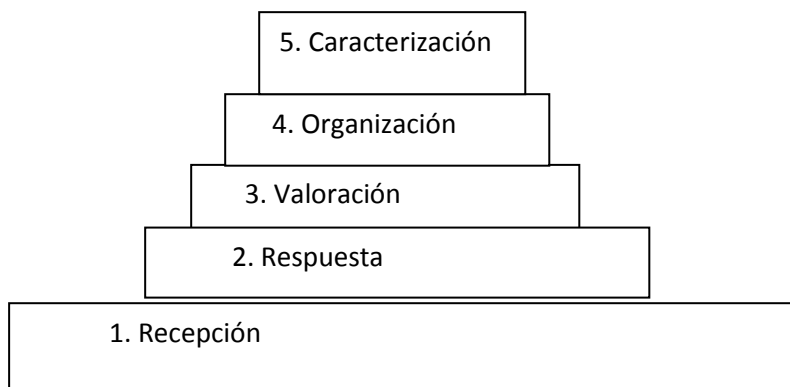 5. Caracterización
4. Organización
3. Valoración
2. Respuesta
1. Recepción